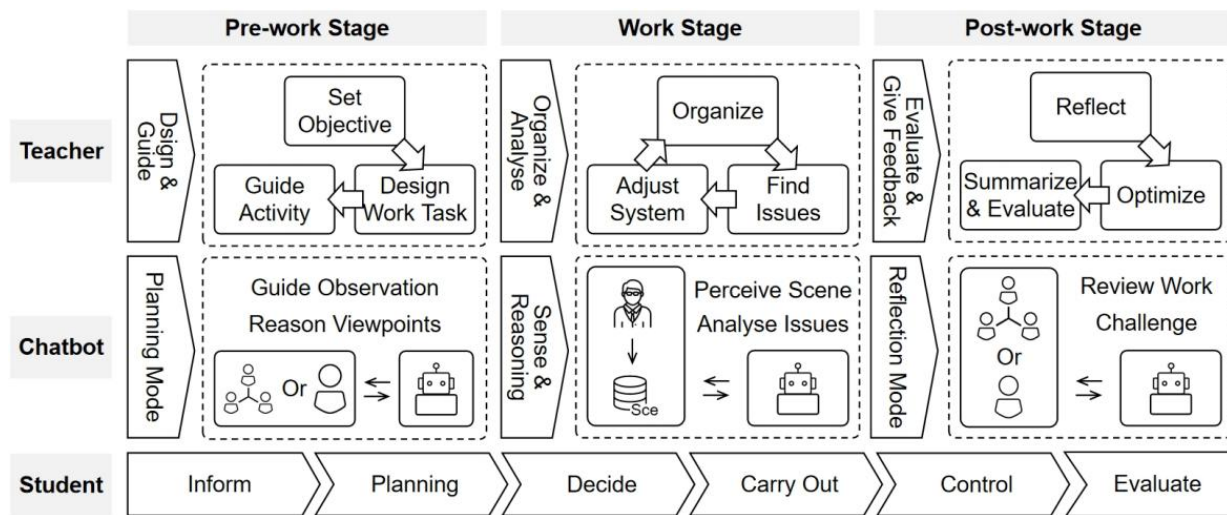 Pre-work Stage
Work Stage
Post-work Stage
Teacher
Dsign &
Guide
Set
Objective
Guide
Activity
Design
Work Task
Organize &
Analyse
Organize
Adjust
System
Find
Issues
Evaluate &
Give Feedback
Reflect
Summarize
& Evaluate
Optimize
Chatbot
Planning Mode
Guide Observation
Reason Viewpoints
Or
Sense &
Reasoning
Perceive Scene
Analyse Issues
Sce
Reflection Mode
Review Work
Challenge
Or
Student
Inform
Planning
Decide
Carry Out
Control
Evaluate